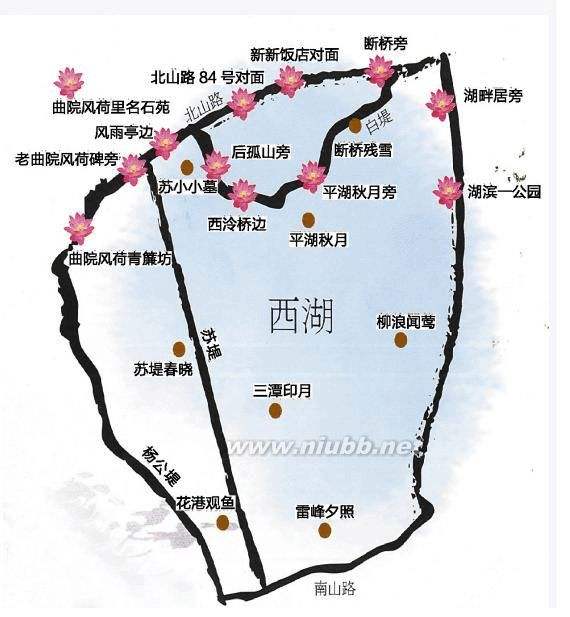 断桥旁
新新饭店对面
北山路 84 号对面
湖畔居旁
曲院风荷里名石苑
北山路
白堤
风雨亭边
断桥残雪
后孤山旁
老曲院风荷碑旁
苏小小墓
平湖秋月旁
湖滨一公园
西泠桥边
平湖秋月
曲院风荷青簾坊
西湖
柳浪闻莺
苏堤
苏堤春晓
三潭印月
www.niubb.net
杨公堤
花港观鱼
雷峰夕照
南山路